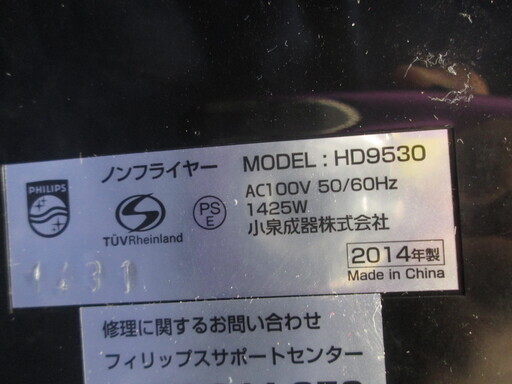 ノンフライヤー MODEL : HD9530
PHILIPS
AC100V 50/60Hz
1425W
小泉成器株式会社
PS
E
TÜVRheinland
2014年製
Made in China
修理に関するお問い合わせ
フィリップスサポートセンター